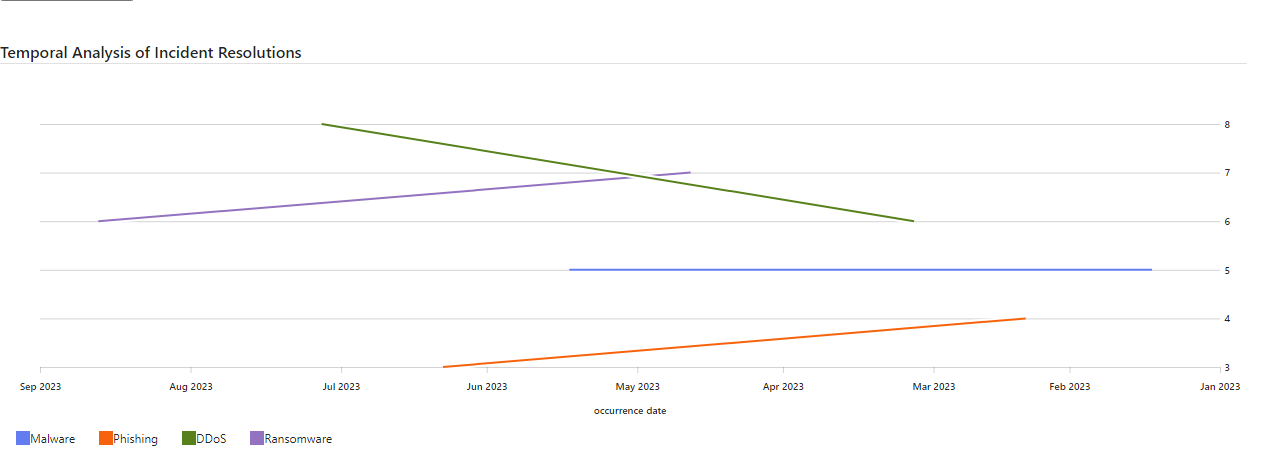 Temporal Analysis of Incident Resolutions
8
7
6
5
4
3
Sep 2023 Aug 2023 Jul 2023 Jun 2023 May 2023 Apr 2023 Mar 2023 Feb 2023 Jan 2023
occurrence date
Malware Phishing DDoS Ransomware